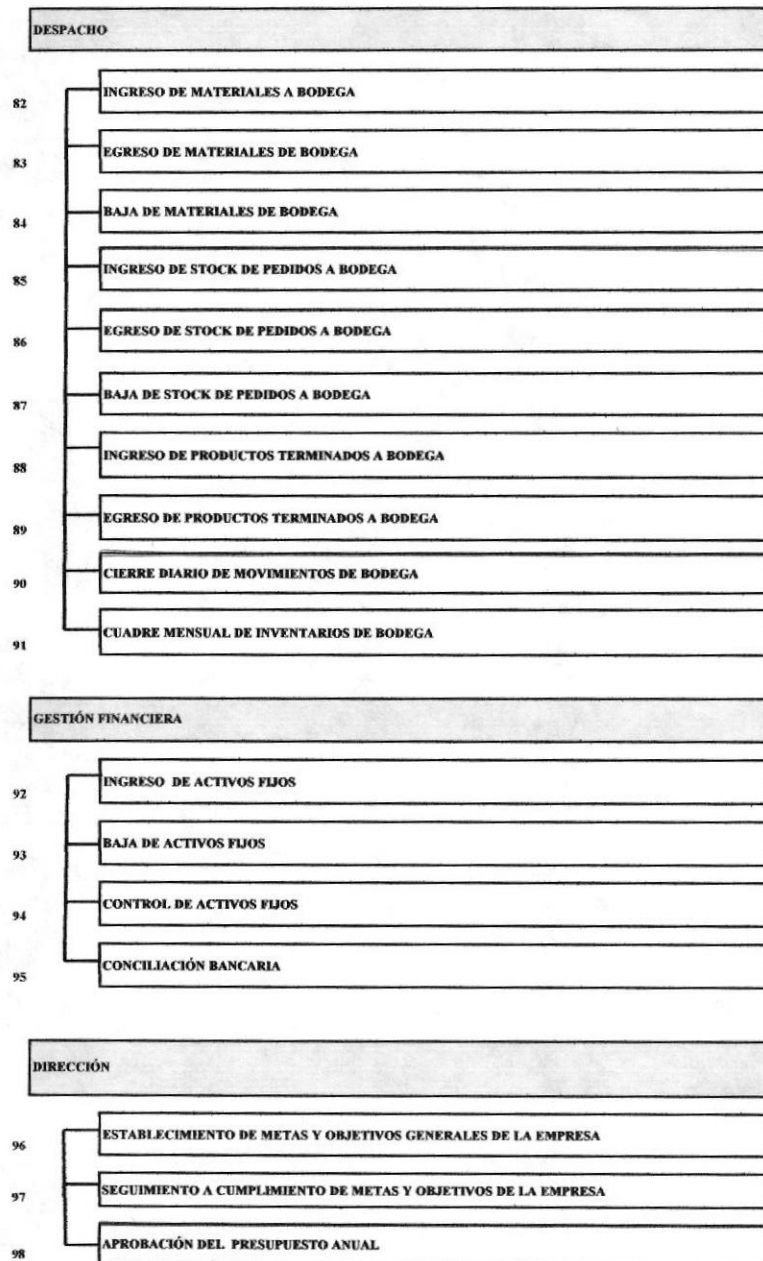 DESPACHO
82 INGRESO DE MATERIALES A BODEGA
83 EGRESO DE MATERIALES DE BODEGA
84 BAJA DE MATERIALES DE BODEGA
85 INGRESO DE STOCK DE PEDIDOS A BODEGA
86 EGRESO DE STOCK DE PEDIDOS A BODEGA
87 BAJA DE STOCK DE PEDIDOS A BODEGA
88 INGRESO DE PRODUCTOS TERMINADOS A BODEGA
89 EGRESO DE PRODUCTOS TERMINADOS A BODEGA
90 CIERRE DIARIO DE MOVIMIENTOS DE BODEGA
91 CUADRE MENSUAL DE INVENTARIOS DE BODEGA
GESTIÓN FINANCIERA
92 INGRESO DE ACTIVOS FIJOS
93 BAJA DE ACTIVOS FIJOS
94 CONTROL DE ACTIVOS FIJOS
95 CONCILIACIÓN BANCARIA
DIRECCIÓN
96 ESTABLECIMIENTO DE METAS Y OBJETIVOS GENERALES DE LA EMPRESA
97 SEGUIMIENTO A CUMPLIMIENTO DE METAS Y OBJETIVOS DE LA EMPRESA
98 APROBACIÓN DEL PRESUPUESTO ANUAL